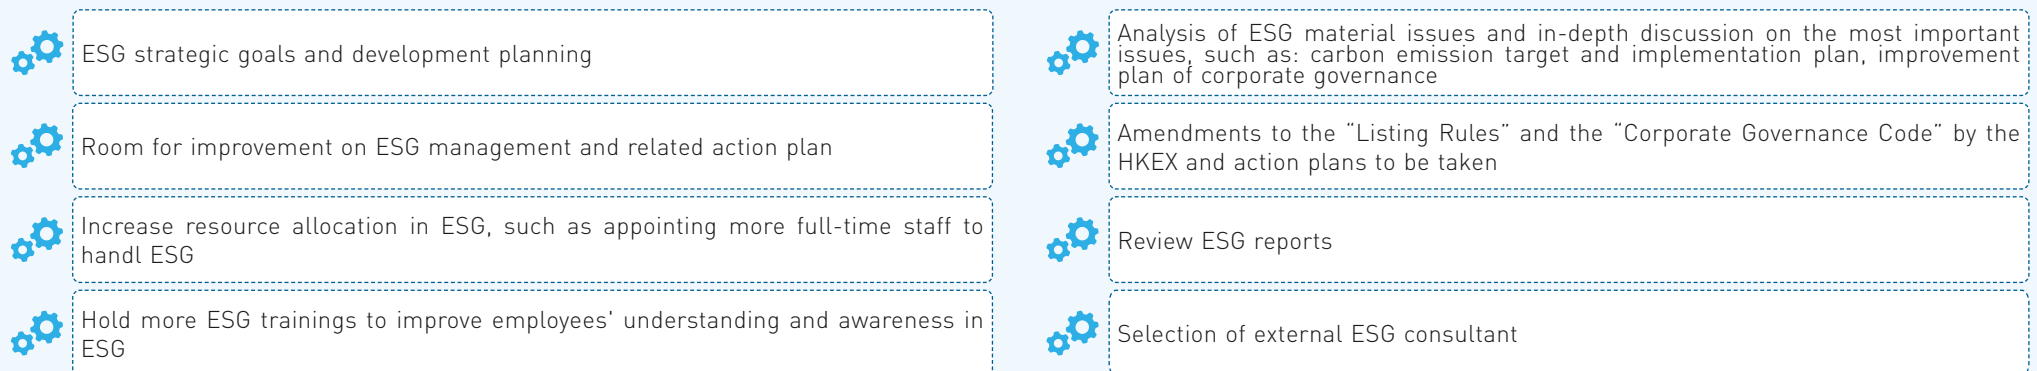 ESG strategic goals and development planning
Room for improvement on ESG management and related action plan
Increase resource allocation in ESG, such as appointing more full-time staff to
handl ESG
Hold more ESG trainings to improve employees' understanding and awareness in
ESG
Analysis of ESG material issues and in-depth discussion on the most important
issues, such as: carbon emission target and implementation plan, improvement
plan of corporate governance
Amendments to the “Listing Rules” and the “Corporate Governance Code” by the
HKEX and action plans to be taken
Review ESG reports
Selection of external ESG consultant